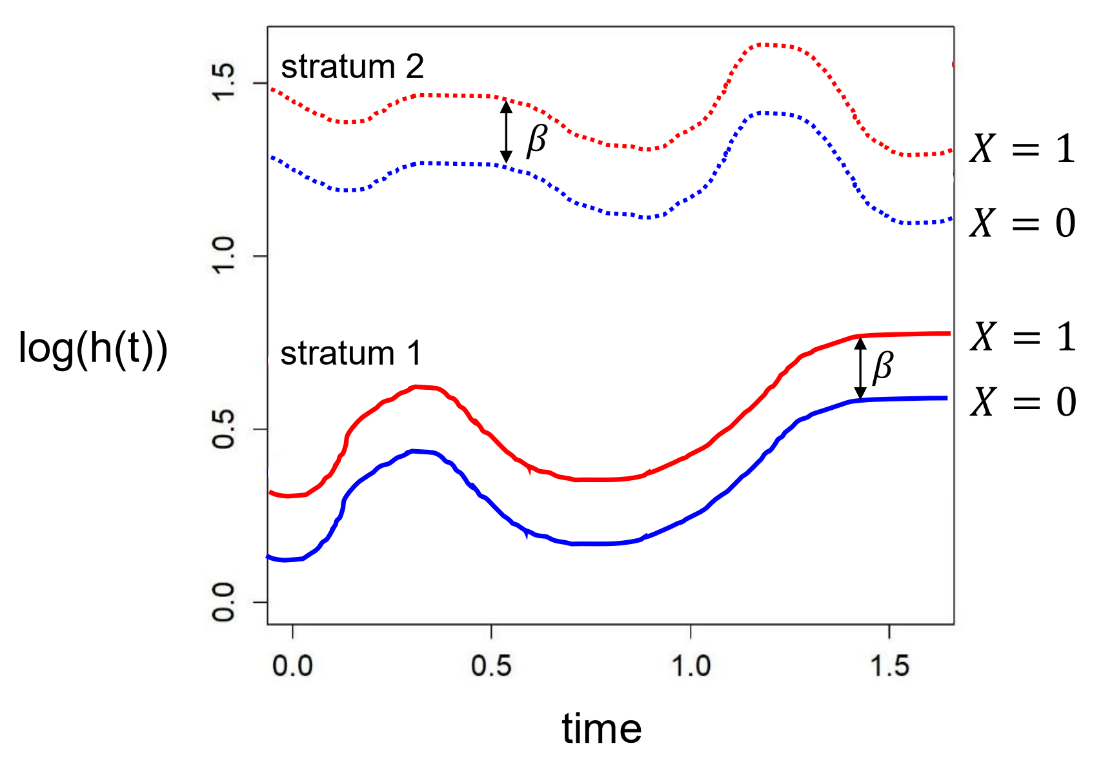 stratum 2
β
X = 1
X = 0
stratum 1
β
X = 1
X = 0
log(h(t))
1.5
1.0
0.5
0.0
0.0 0.5 1.0 1.5
time